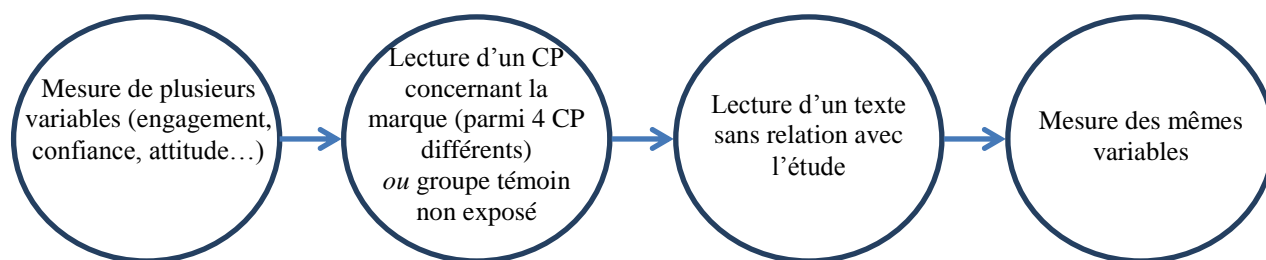 Mesure de plusieurs
variables (engagement,
confiance, attitude…)
Lecture d’un CP
concernant la
marque (parmi 4 CP
différents)
ou groupe témoin
non exposé
Lecture d’un texte
sans relation avec
l’étude
Mesure des mêmes
variables